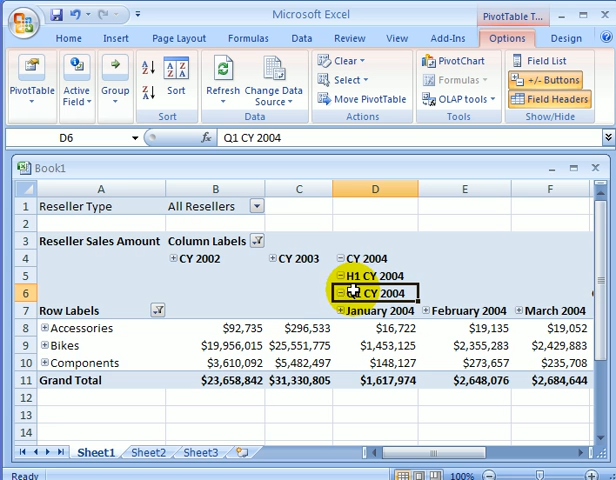 Microsoft Excel
PivotTable T...
Home Insert Page Layout Formulas Data Review View Add-Ins Options Design
PivotTable
Active Field
Group
Sort
Refresh
Change Data Source
Clear
Select
Move PivotTable
PivotChart
Formulas
OLAP tools
Field List
+/- Buttons
Field Headers
Sort Data Actions Tools Show/Hide
D6 fx Q1 CY 2004
Book1
A B C D E F
1 Reseller Type All Resellers
2
3 Reseller Sales Amount Column Labels
4 CY 2002 CY 2003 CY 2004
5 H1 CY 2004
6 Q1 CY 2004
7 Row Labels January 2004 February 2004 March 2004
8 Accessories $92,735 $296,533 $16,722 $19,135 $19,052
9 Bikes $19,956,015 $25,551,775 $1,453,125 $2,355,283 $2,429,883
10 Components $3,610,092 $5,482,497 $148,127 $273,657 $235,708
11 Grand Total $23,658,842 $31,330,805 $1,617,974 $2,648,076 $2,684,644
12
13
14
Sheet1 Sheet2 Sheet3
Ready 100%